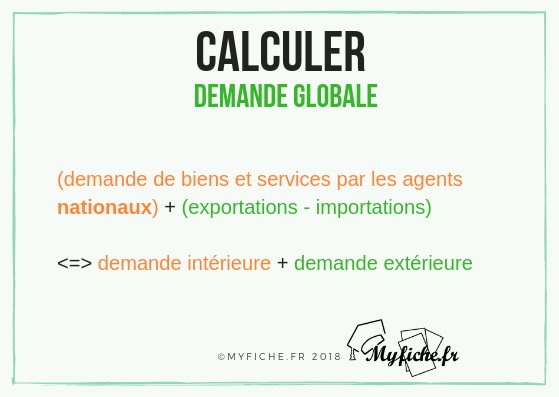 CALCULER
DEMANDE GLOBALE
(demande de biens et services par les agents
nationaux) + (exportations - importations)
<=> demande intérieure + demande extérieure
©MYFICHE.FR 2018
Myfiche.fr